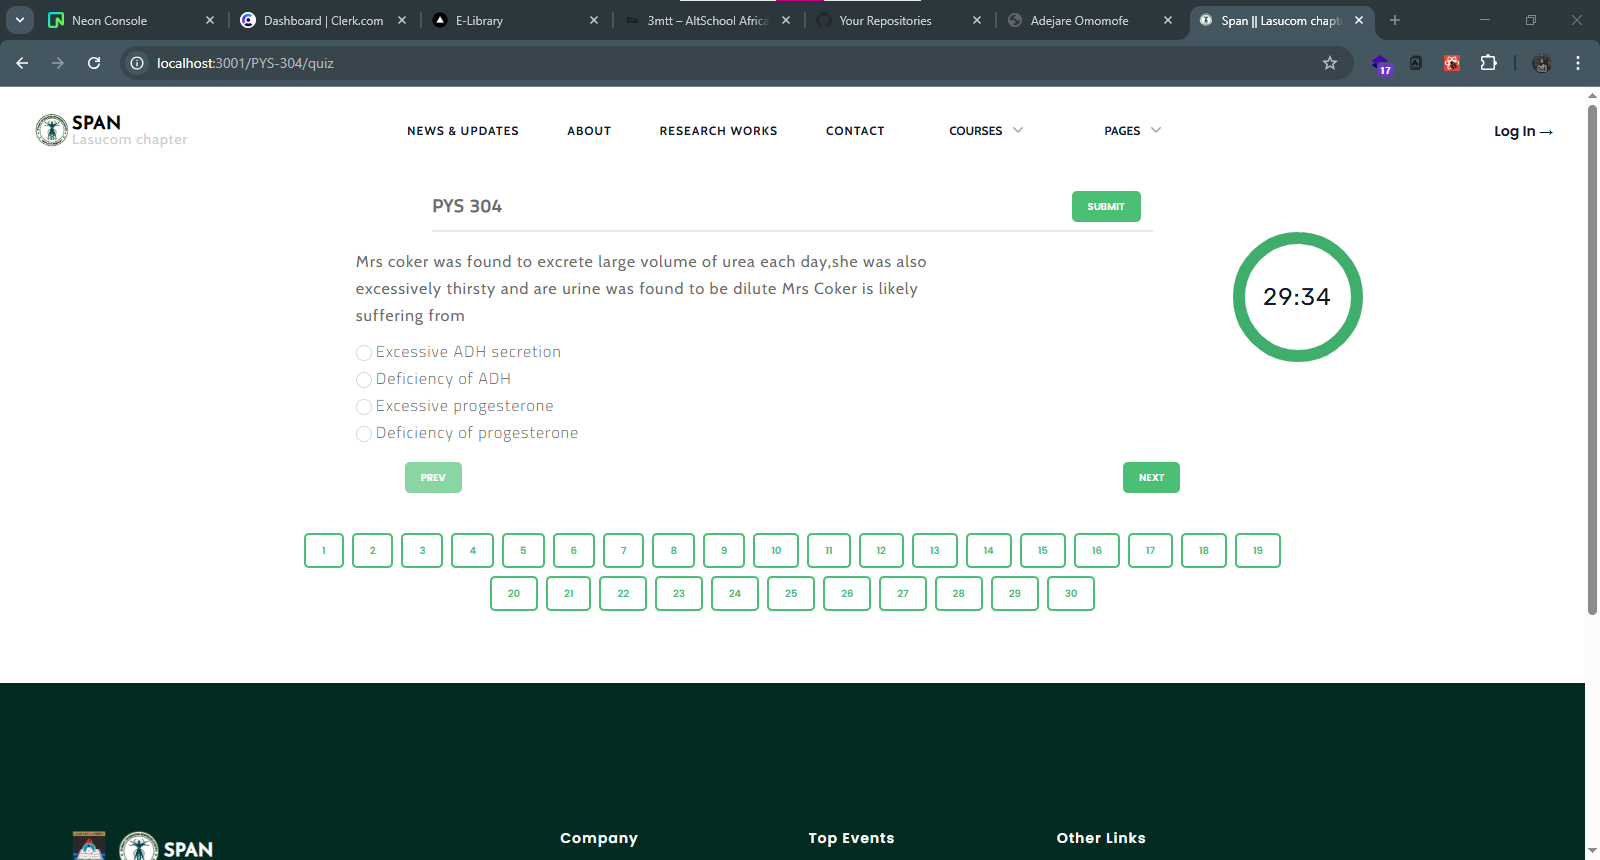 Neon Console
Dashboard | Clerk.com
E-Library
3mtt – AltSchool Africa
Your Repositories
Adejare Omomofe
Span || Lasucom chapt
localhost:3001/PYS-304/quiz
17
SPAN
Lasucom chapter
NEWS & UPDATES
ABOUT
RESEARCH WORKS
CONTACT
COURSES
PAGES
Log In →
PYS 304
SUBMIT
Mrs coker was found to excrete large volume of urea each day,she was also
excessively thirsty and are urine was found to be dilute Mrs Coker is likely
suffering from
29:34
Excessive ADH secretion
Deficiency of ADH
Excessive progesterone
Deficiency of progesterone
PREV
NEXT
1 2 3 4 5 6 7 8 9 10 11 12 13 14 15 16 17 18 19
20 21 22 23 24 25 26 27 28 29 30
SPAN
Company
Top Events
Other Links